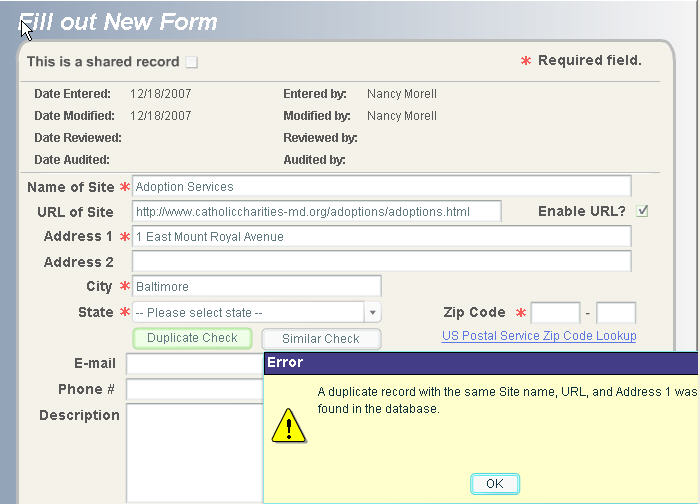 Fill out New Form
This is a shared record * Required field.
Date Entered: 12/18/2007 Entered by: Nancy Morell
Date Modified: 12/18/2007 Modified by: Nancy Morell
Date Reviewed: Reviewed by:
Date Audited: Audited by:
Name of Site * Adoption Services
URL of Site http://www.catholiccharities-md.org/adoptions/adoptions.html Enable URL?
Address 1 * 1 East Mount Royal Avenue
Address 2
City * Baltimore
State * -- Please select state -- Zip Code * -
Duplicate Check Similar Check US Postal Service Zip Code Lookup
E-mail
Error
Phone #
A duplicate record with the same Site name, URL, and Address 1 was
found in the database.
Description
OK